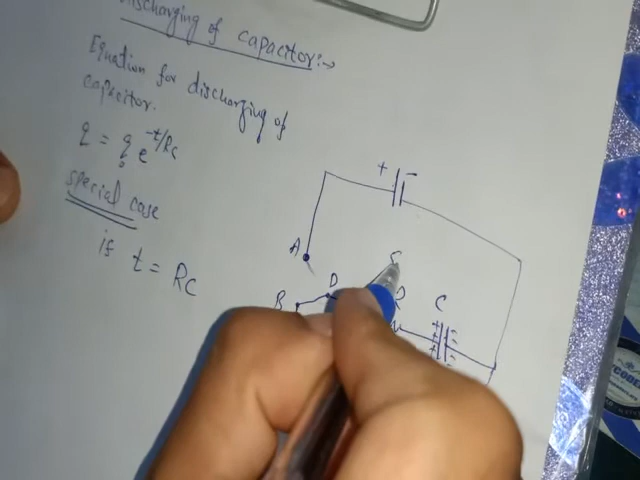 Discharging of capacitor:→
Equation for discharging of
capacitor.
q = q₀ e^-t/Rc
special case
if t = Rc
+ -
A
B D R C
+ -
+ -